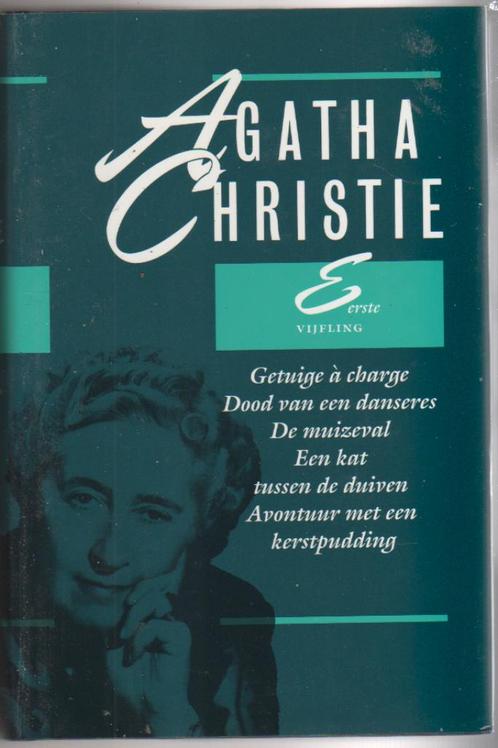 AGATHA
CHRISTIE
Eerste
VIJFLING
Getuige à charge
Dood van een danseres
De muizeval
Een kat
tussen de duiven
Avontuur met een
kerstpudding